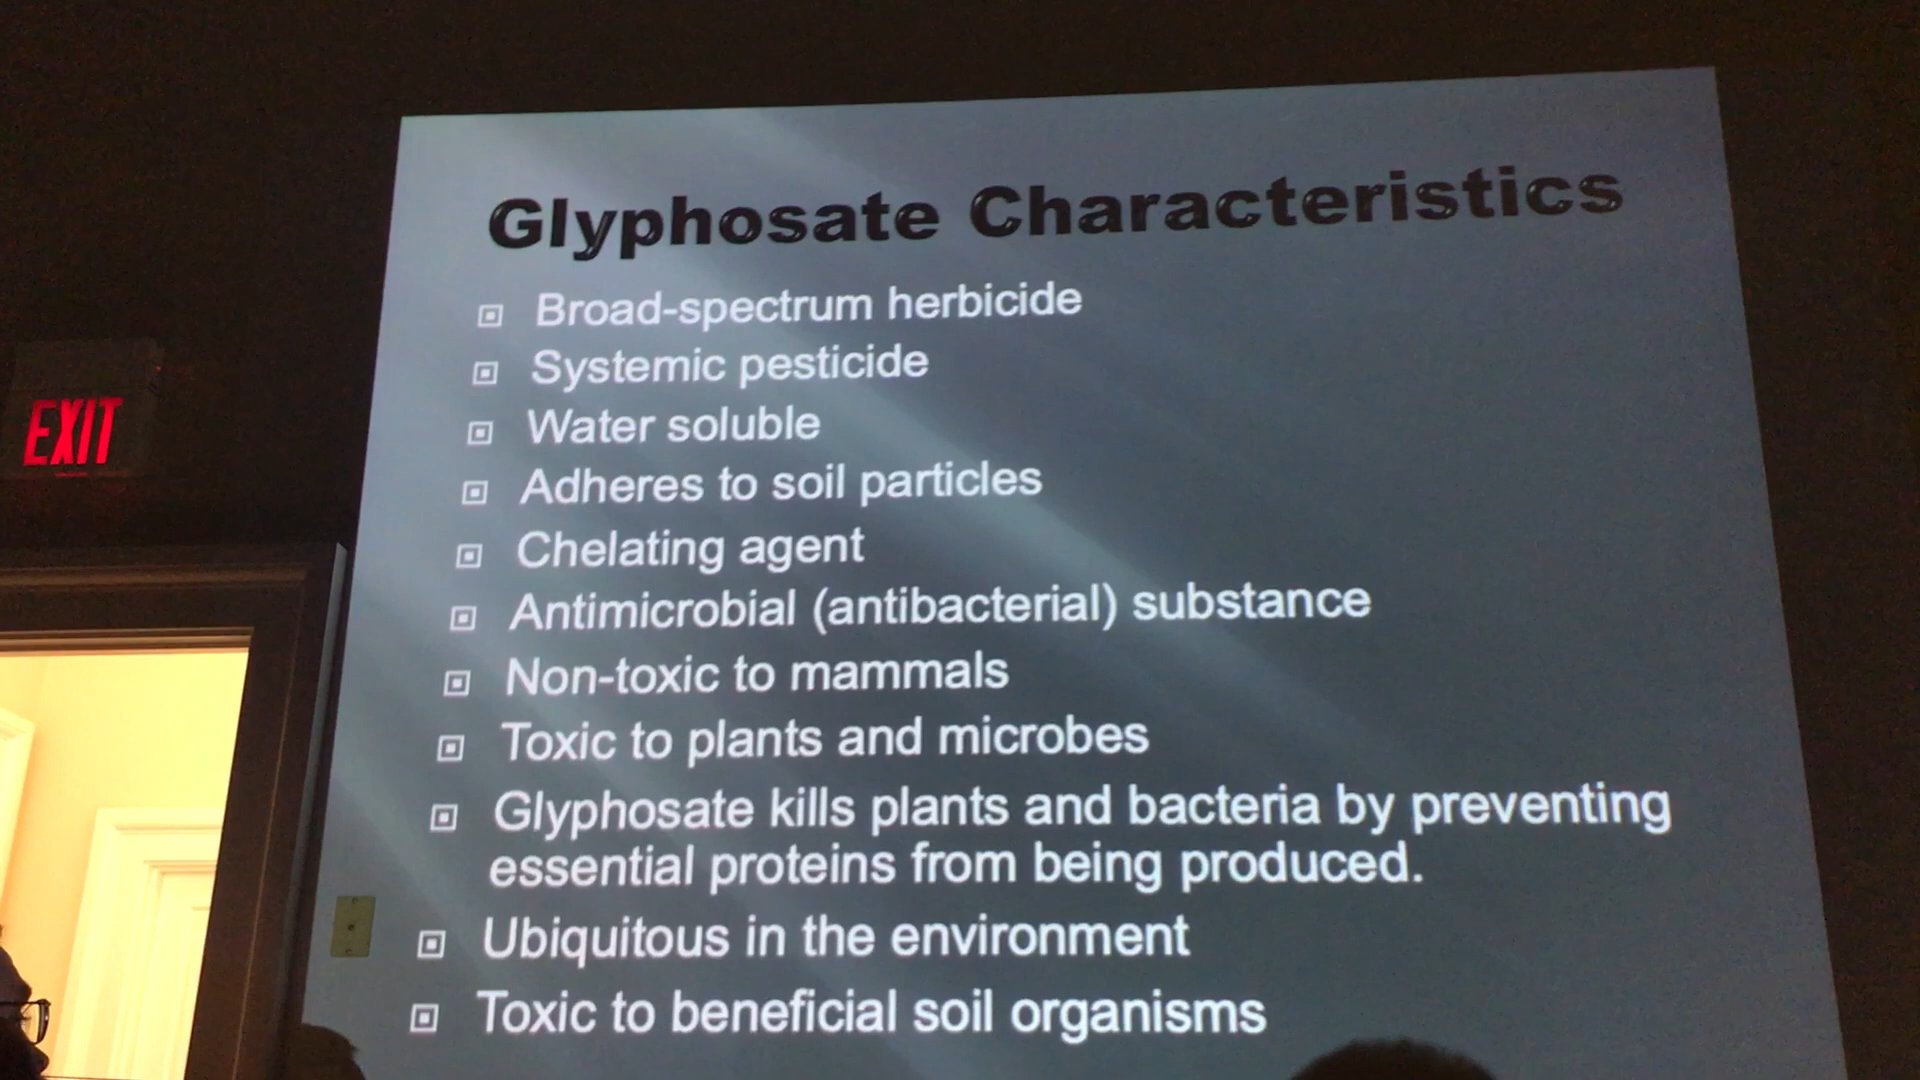 Glyphosate Characteristics
Broad-spectrum herbicide
Systemic pesticide
Water soluble
Adheres to soil particles
EXIT
Chelating agent
Antimicrobial (antibacterial) substance
Non-toxic to mammals
Toxic to plants and microbes
Glyphosate kills plants and bacteria by preventing
essential proteins from being produced.
Ubiquitous in the environment
Toxic to beneficial soil organisms